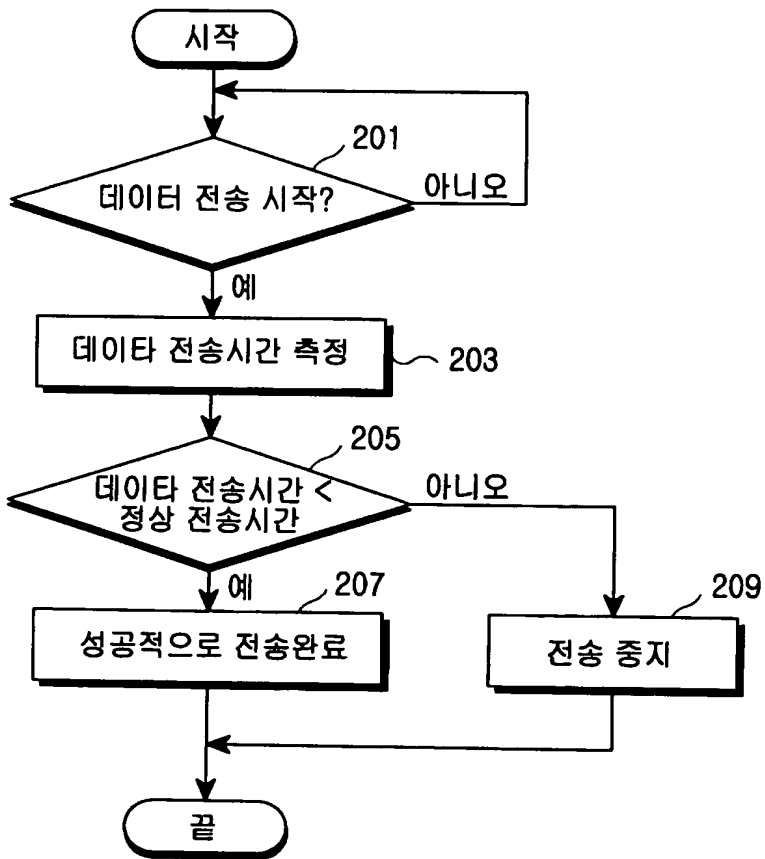 시작
201
데이터 전송 시작?
아니오
예
데이타 전송시간 측정
203
205
데이타 전송시간 <
정상 전송시간
아니오
예
207
성공적으로 전송완료
209
전송 중지
끝